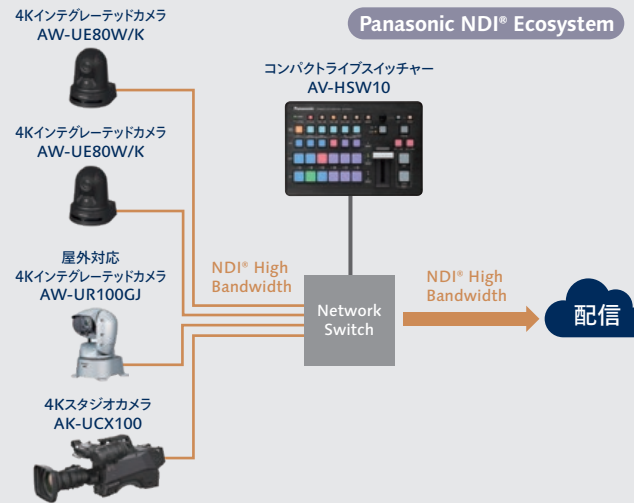 4Kインテグレーテッドカメラ
AW-UE80W/K
Panasonic NDI® Ecosystem
コンパクトライブスイッチャー
AV-HSW10
4Kインテグレーテッドカメラ
AW-UE80W/K
屋外対応
4Kインテグレーテッドカメラ
AW-UR100GJ
NDI® High
Bandwidth
Network
Switch
NDI® High
Bandwidth
配信
4Kスタジオカメラ
AK-UCX100
Panasonic